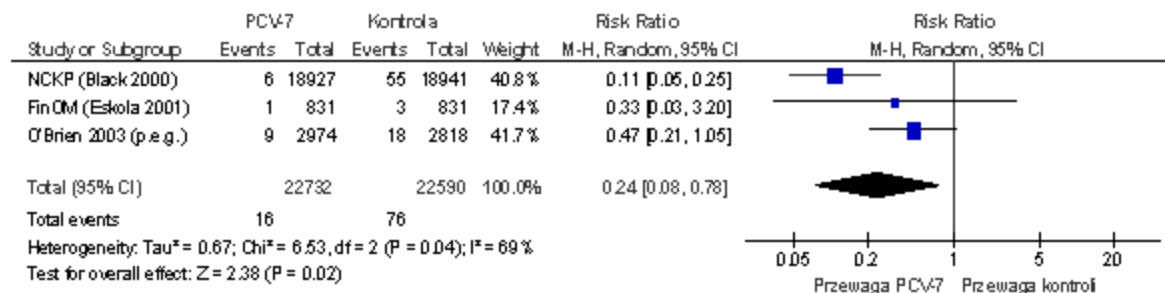 PCV-7 Kontrola Risk Ratio Risk Ratio
Study or Subgroup Events Total Events Total Weight M-H, Random, 95% CI M-H, Random, 95% CI
NCKP (Black 2000) 6 18927 55 18941 40.8% 0.11 [0.05, 0.25]
FinOM (Eskola 2001) 1 831 3 831 17.4% 0.33 [0.03, 3.20]
O'Brien 2003 (p.e.g.) 9 2974 18 2818 41.7% 0.47 [0.21, 1.05]
Total (95% CI) 22732 22590 100.0% 0.24 [0.08, 0.78]
Total events 16 76
Heterogeneity: Tau² = 0.67; Chi² = 6.53, df = 2 (P = 0.04); I² = 69%
Test for overall effect: Z = 2.38 (P = 0.02)
0.05 0.2 1 5 20
Przewaga PCV-7 Przewaga kontroli